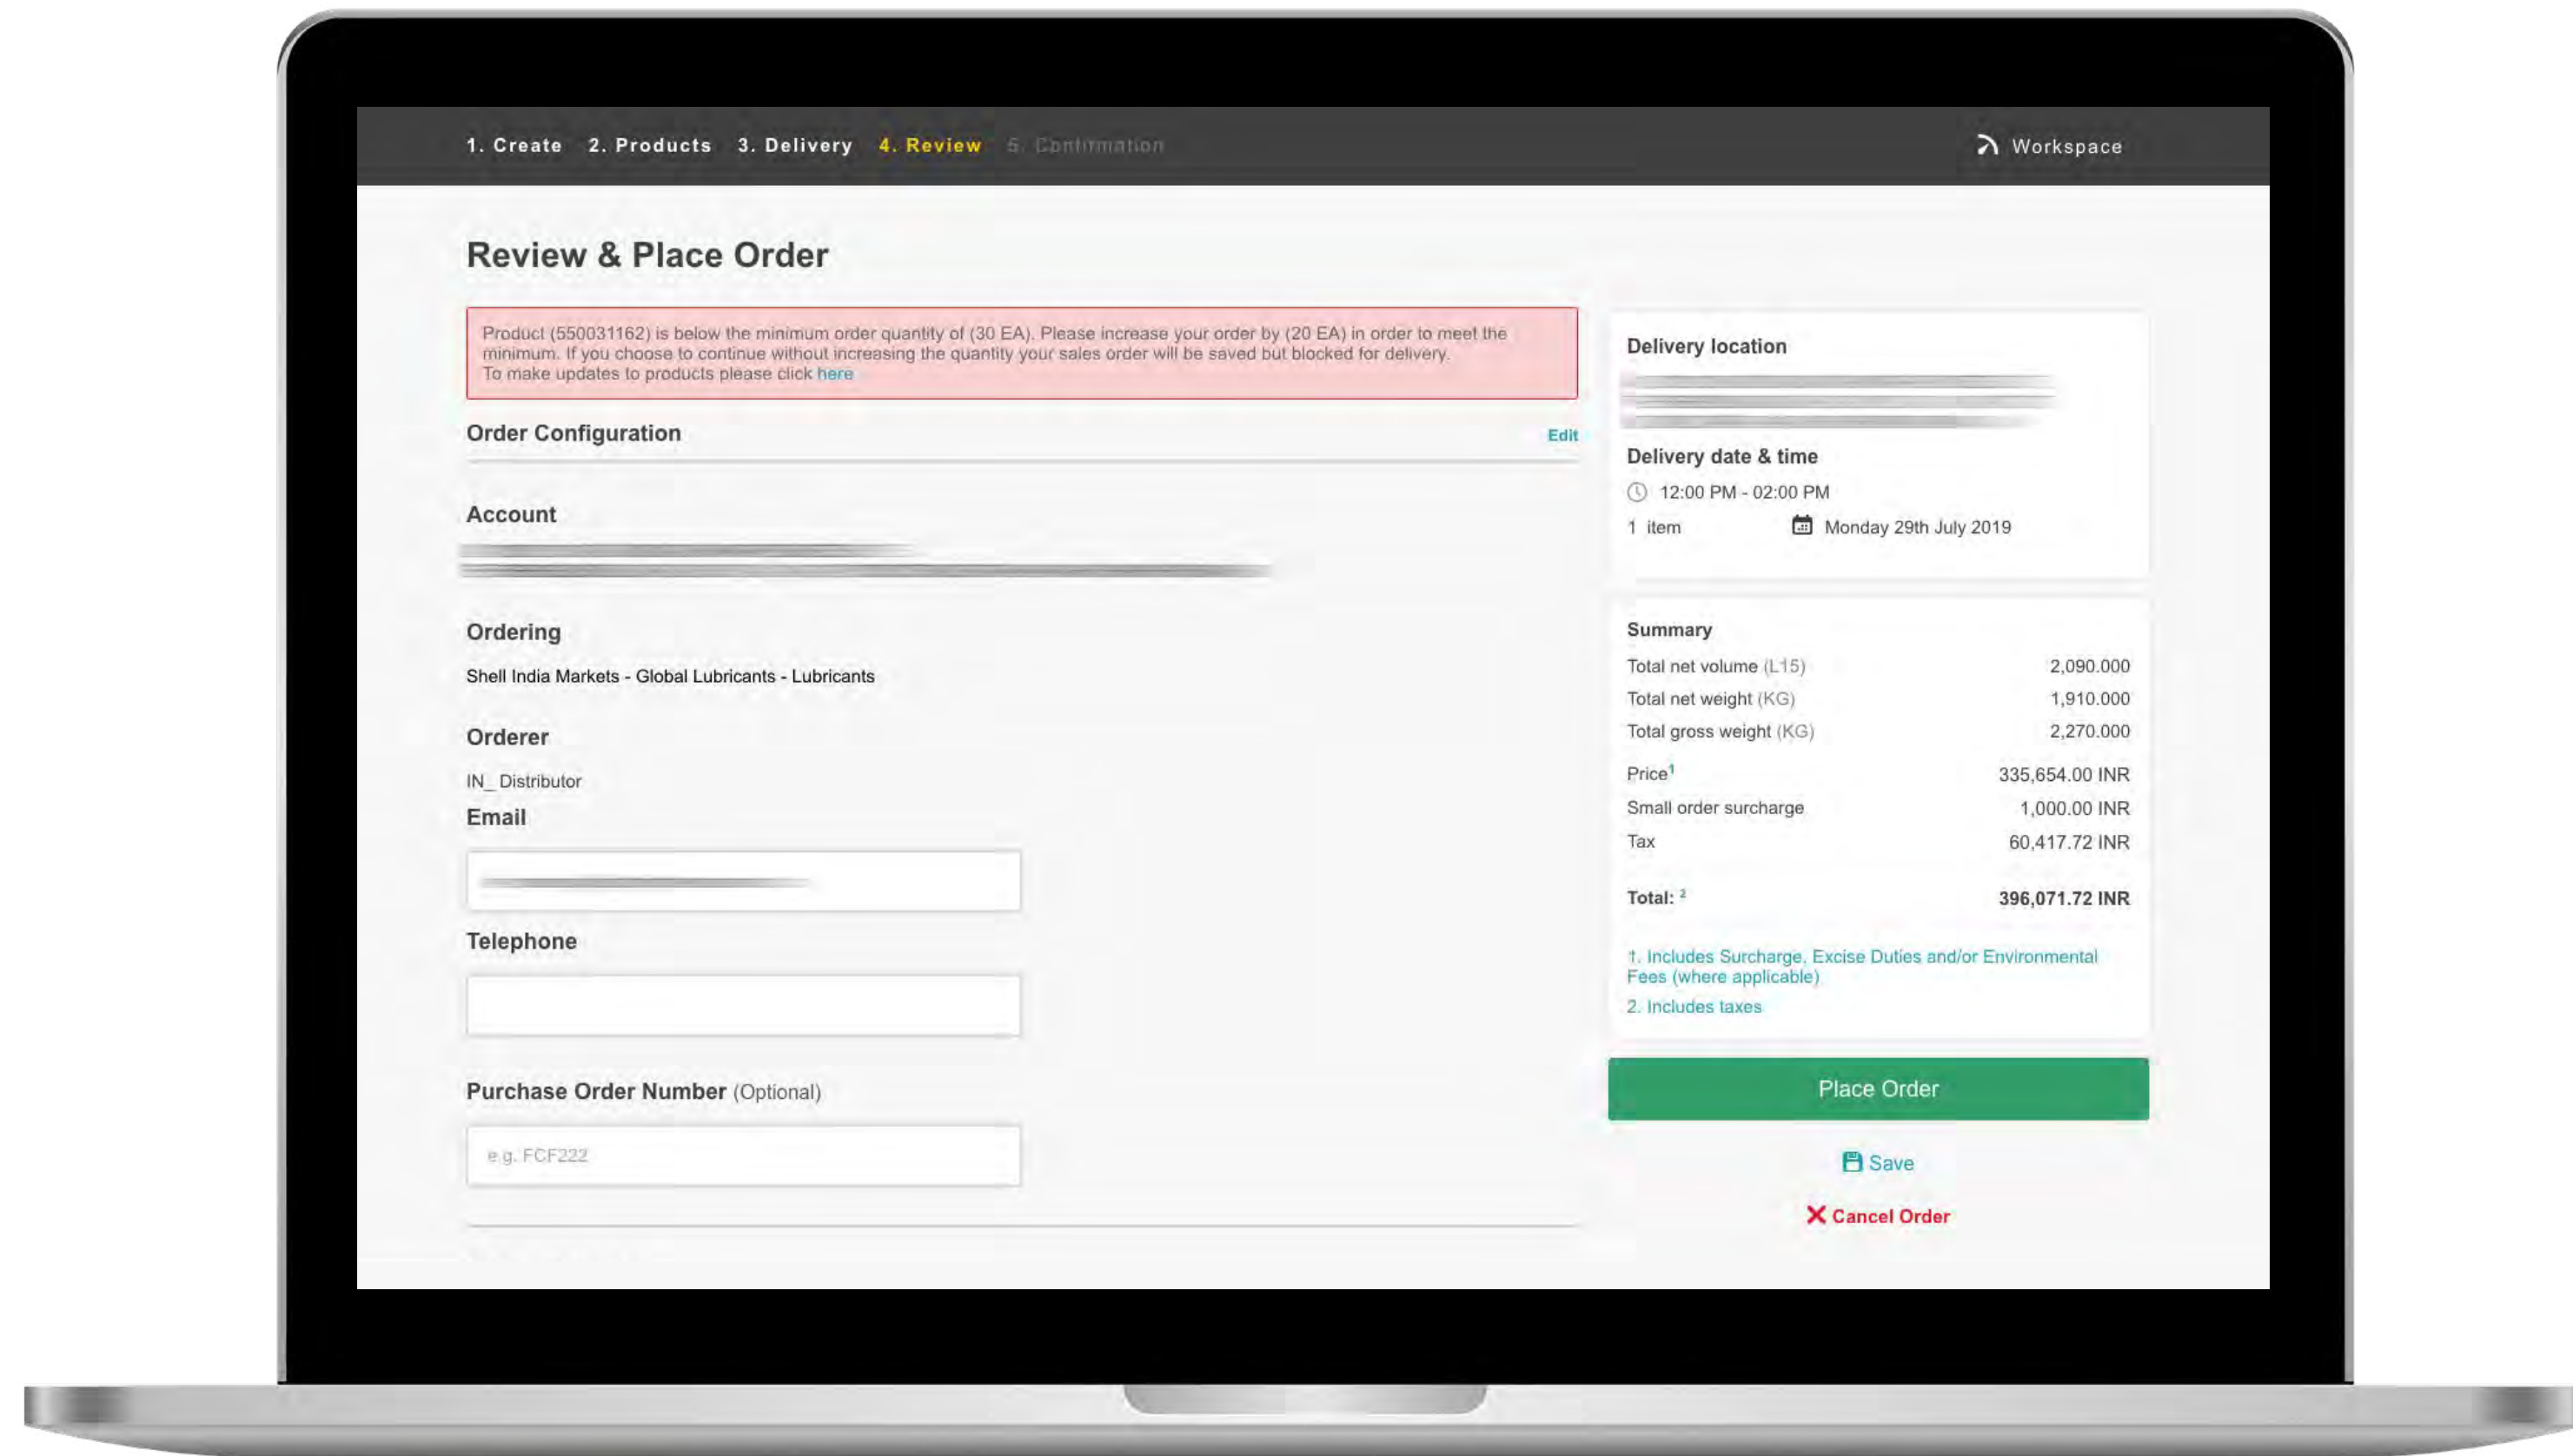 1. Create 2. Products 3. Delivery 4. Review 5. Confirmation
Workspace
Review & Place Order
Product (550031162) is below the minimum order quantity of (30 EA). Please increase your order by (20 EA) in order to meet the
minimum. If you choose to continue without increasing the quantity your sales order will be saved but blocked for delivery.
To make updates to products please click here
Order Configuration
Edit
Account
Ordering
Shell India Markets - Global Lubricants - Lubricants
Orderer
IN_ Distributor
Email
Telephone
Purchase Order Number (Optional)
e.g. FCF222
Delivery location
Delivery date & time
12:00 PM - 02:00 PM
1 item
Monday 29th July 2019
Summary
Total net volume (L15) 2,090.000
Total net weight (KG) 1,910.000
Total gross weight (KG) 2,270.000
Price¹ 335,654.00 INR
Small order surcharge 1,000.00 INR
Tax 60,417.72 INR
Total: ² 396,071.72 INR
1. Includes Surcharge, Excise Duties and/or Environmental
Fees (where applicable)
2. Includes taxes
Place Order
Save
Cancel Order